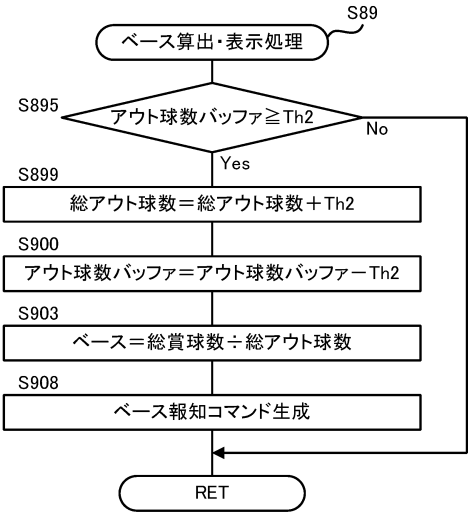 S89
ベース算出・表示処理
S895
アウト球数バッファ≧Th2
No
Yes
S899
総アウト球数＝総アウト球数＋Th2
S900
アウト球数バッファ＝アウト球数バッファ－Th2
S903
ベース＝総賞球数÷総アウト球数
S908
ベース報知コマンド生成
RET